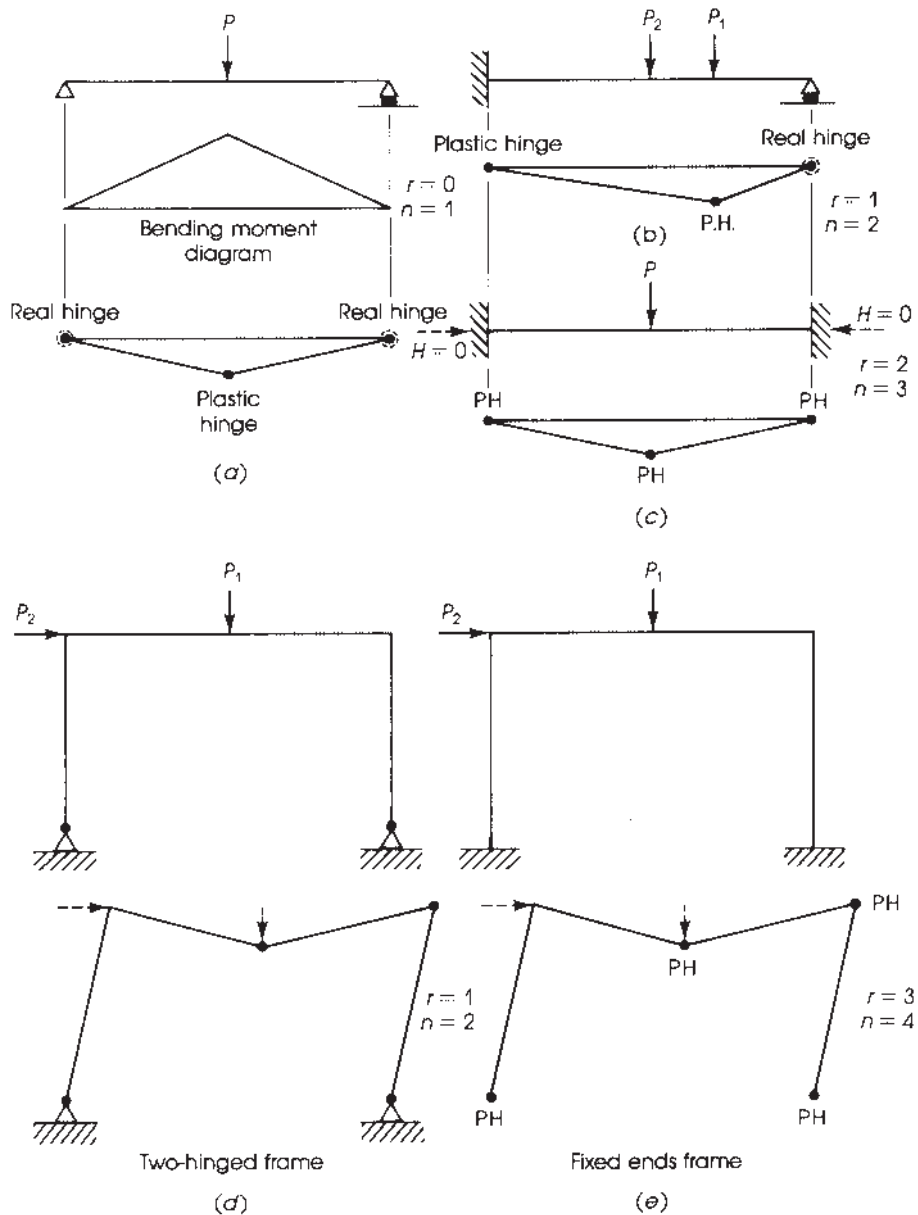 P
r = 0
n = 1
Bending moment
diagram
Real hinge
Real hinge
Plastic
hinge
(a)
P2
P1
Plastic hinge
Real hinge
P.H.
(b)
r = 1
n = 2
P
H = 0
H = 0
r = 2
n = 3
PH
PH
PH
(c)
P1
P2
r = 1
n = 2
Two-hinged frame
(d)
P1
P2
PH
PH
r = 3
n = 4
PH
PH
Fixed ends frame
(e)